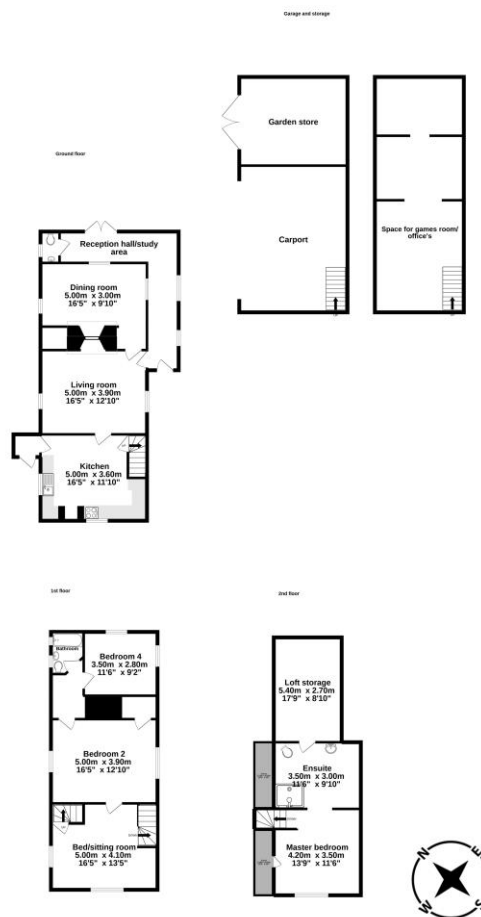 Garage and storage
Garden store
Carport
Space for games room/
office's
Ground floor
Reception hall/study
area
Dining room
5.00m x 3.00m
16'5" x 9'10"
Living room
5.00m x 3.90m
16'5" x 12'10"
Kitchen
5.00m x 3.60m
16'5" x 11'10"
1st floor
Bathroom
Bedroom 4
3.50m x 2.80m
11'6" x 9'2"
Bedroom 2
5.00m x 3.90m
16'5" x 12'10"
Bed/sitting room
5.00m x 4.10m
16'5" x 13'5"
2nd floor
Loft storage
5.40m x 2.70m
17'9" x 8'10"
Ensuite
3.50m x 3.00m
11'6" x 9'10"
Master bedroom
4.20m x 3.50m
13'9" x 11'6"
N
E
W
S